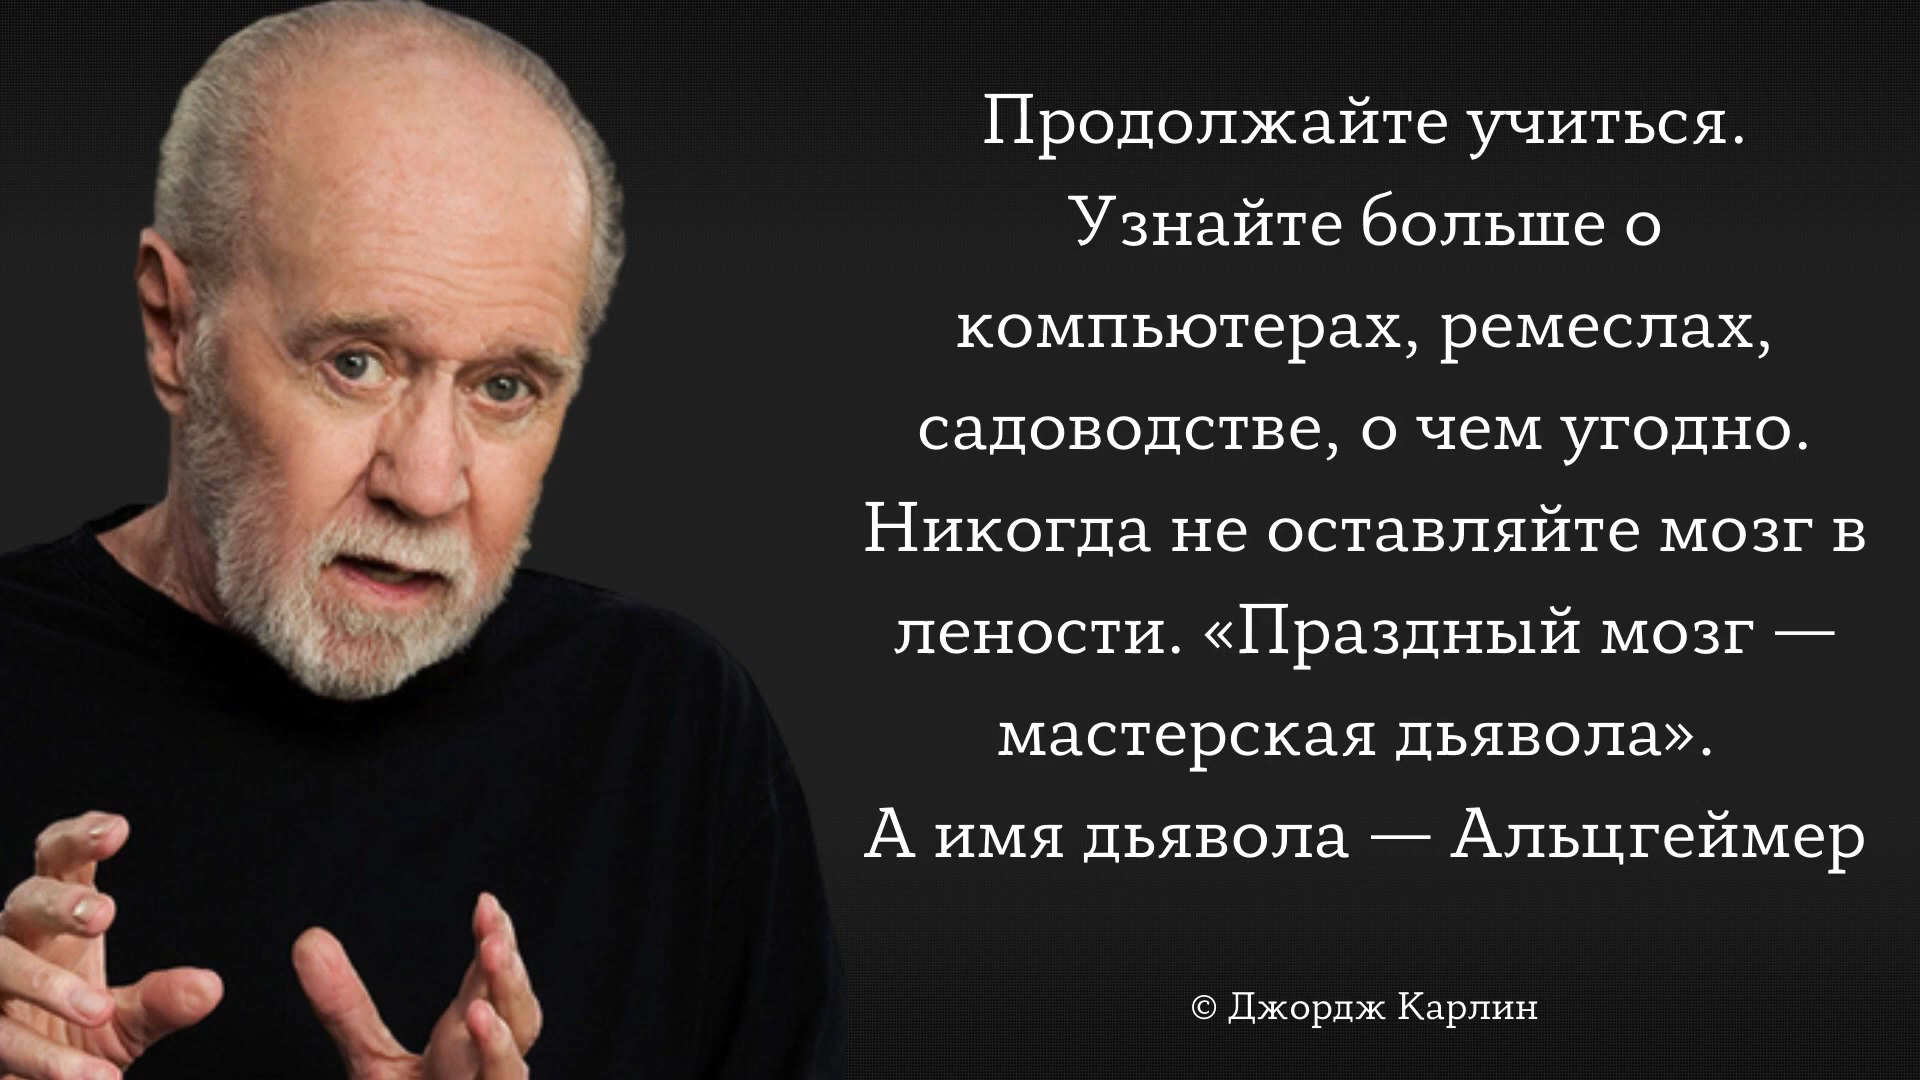 Продолжайте учиться.
Узнайте больше о
компьютерах, ремеслах,
садоводстве, о чем угодно.
Никогда не оставляйте мозг в
лености. «Праздный мозг —
мастерская дьявола».
А имя дьявола — Альцгеймер
© Джордж Карлин